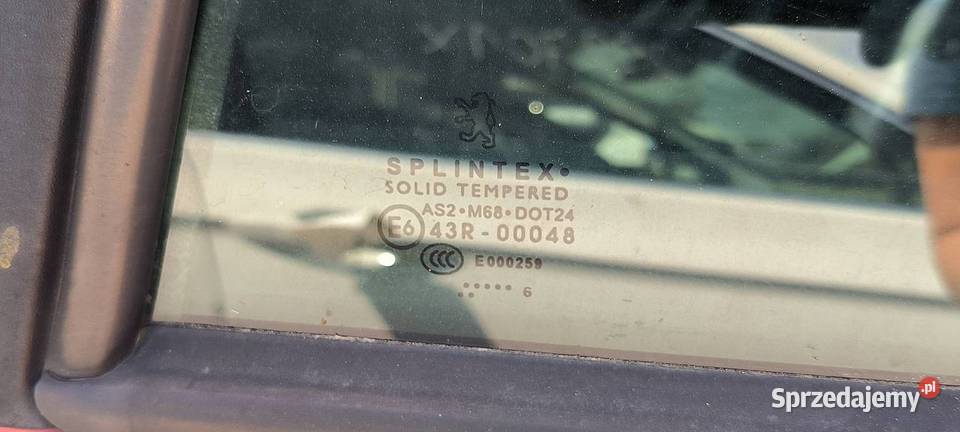 SPLINTEX•
SOLID TEMPERED
AS2•M68•DOT24
E6 43R-00048
CCC E000259
6
Sprzedajemy.pl